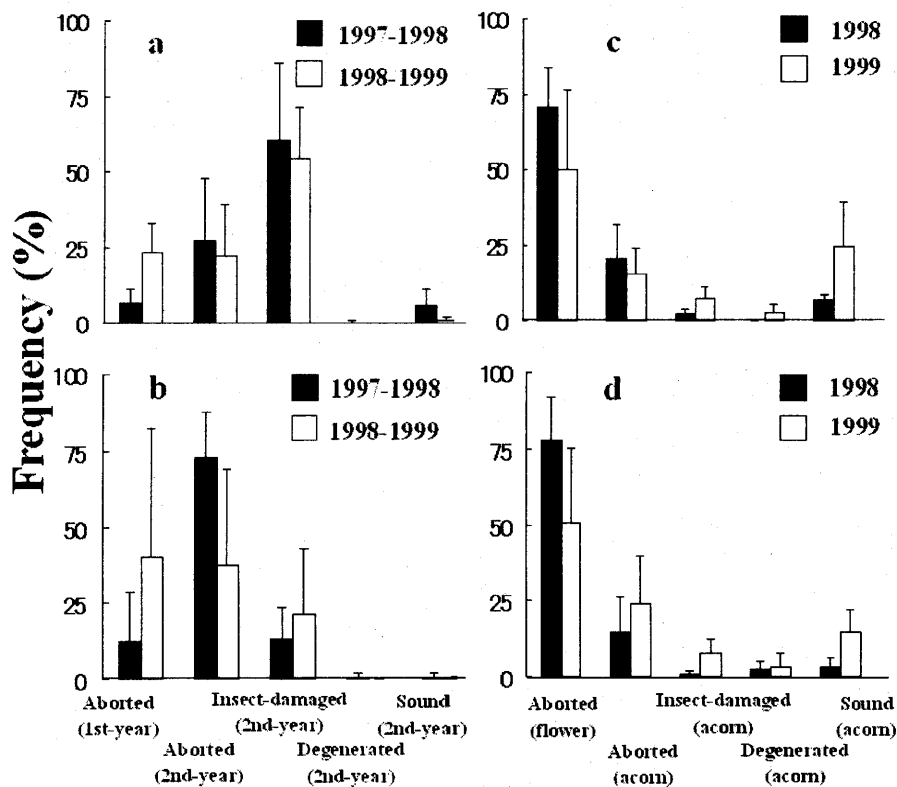 Frequency (%)
a
1997-1998
1998-1999
100
75
50
25
0
c
1998
1999
100
75
50
25
0
b
1997-1998
1998-1999
100
75
50
25
0
d
1998
1999
100
75
50
25
0
Aborted
(1st-year)
Aborted
(2nd-year)
Insect-damaged
(2nd-year)
Degenerated
(2nd-year)
Sound
(2nd-year)
Aborted
(flower)
Aborted
(acorn)
Insect-damaged
(acorn)
Degenerated
(acorn)
Sound
(acorn)